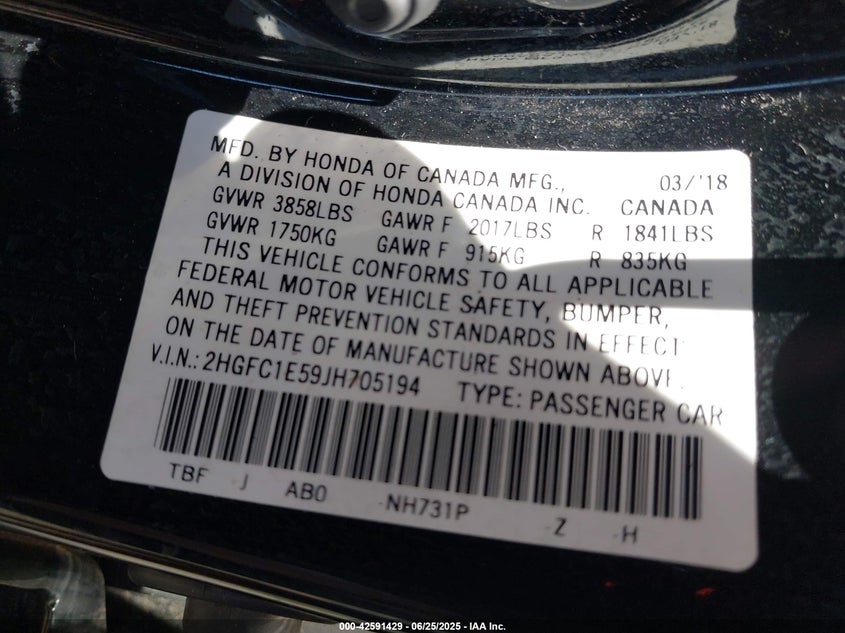 MFD. BY HONDA OF CANADA MFG., 03/'18
A DIVISION OF HONDA CANADA INC. CANADA
GVWR 3858LBS GAWR F 2017LBS R 1841LBS
GVWR 1750KG GAWR F 915KG R 835KG
THIS VEHICLE CONFORMS TO ALL APPLICABLE
FEDERAL MOTOR VEHICLE SAFETY, BUMPER,
AND THEFT PREVENTION STANDARDS IN EFFECT
ON THE DATE OF MANUFACTURE SHOWN ABOVE.
V.I.N.: 2HGFC1E59JH705194 TYPE: PASSENGER CAR
TBF J AB0 NH731P Z H
000-42591429 - 06/25/2025 - IAA Inc.